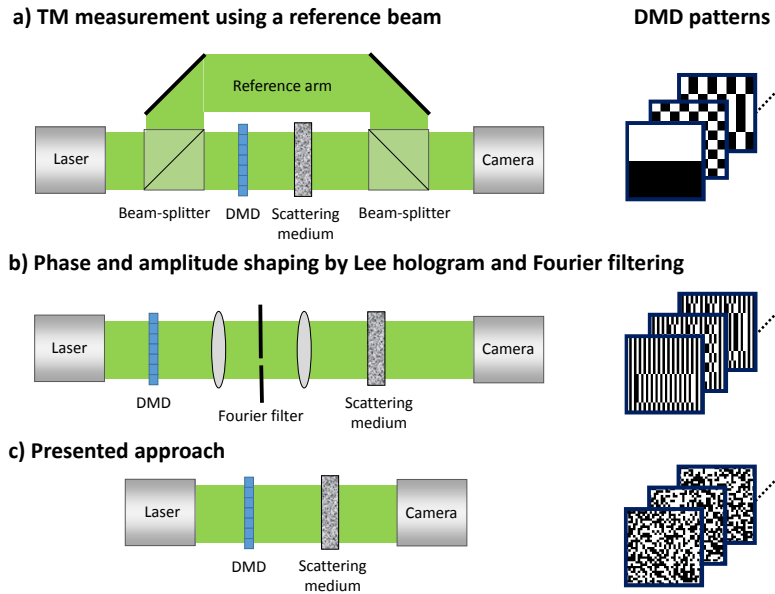 a) TM measurement using a reference beam
DMD patterns
Reference arm
Laser
Camera
Beam-splitter
DMD
Scattering
medium
Beam-splitter
b) Phase and amplitude shaping by Lee hologram and Fourier filtering
Laser
Camera
DMD
Fourier filter
Scattering
medium
c) Presented approach
Laser
Camera
DMD
Scattering
medium